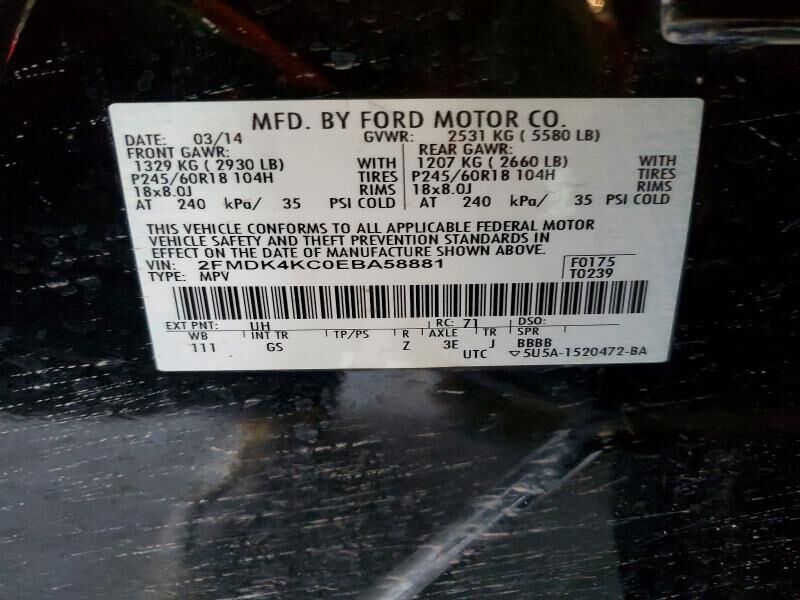 MFD. BY FORD MOTOR CO.
DATE: 03/14 GVWR: 2531 KG ( 5580 LB)
FRONT GAWR: REAR GAWR:
1329 KG ( 2930 LB) WITH 1207 KG ( 2660 LB) WITH
P245/60R18 104H TIRES P245/60R18 104H TIRES
18x8.0J RIMS 18x8.0J RIMS
AT 240 kPa/ 35 PSI COLD AT 240 kPa/ 35 PSI COLD
THIS VEHICLE CONFORMS TO ALL APPLICABLE FEDERAL MOTOR
VEHICLE SAFETY AND THEFT PREVENTION STANDARDS IN
EFFECT ON THE DATE OF MANUFACTURE SHOWN ABOVE.
VIN: 2FMDK4KC0EBA58881 F0175
TYPE: MPV T0239
EXT PNT: UH RC: 71 DSO:
WB INT TR TP/PS R AXLE TR SPR
111 GS Z 3E J BBBB
UTC ▽5U5A-1520472-BA